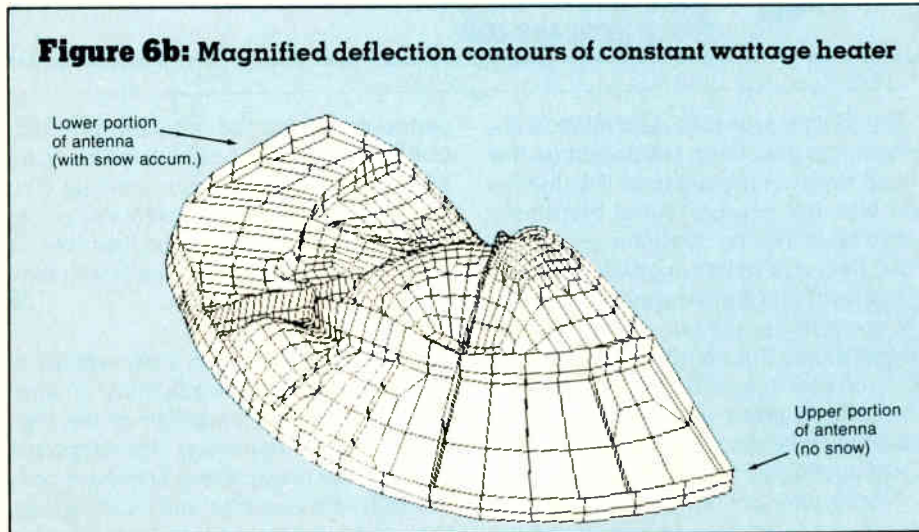 Figure 6b: Magnified deflection contours of constant wattage heater
Lower portion
of antenna
(with snow accum.)
Upper portion
of antenna
(no snow)